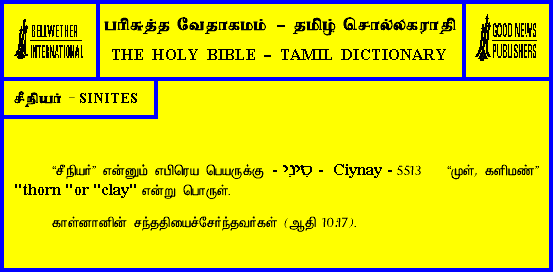 BELLWETHER
INTERNATIONAL
பரிசுத்த வேதாகமம் – தமிழ் சொல்லகராதி
THE HOLY BIBLE – TAMIL DICTIONARY
GOOD NEWS
PUBLISHERS
சீநியர் – SINITES
“சீநியர்” என்னும் எபிரெய பெயருக்கு - סִינִי - Ciynay - 5513 “முள், களிமண்”
"thorn "or "clay" என்று பொருள்.
கான்னானின் சந்ததியைச்சேர்ந்தவர்கள் (ஆதி 10:17).